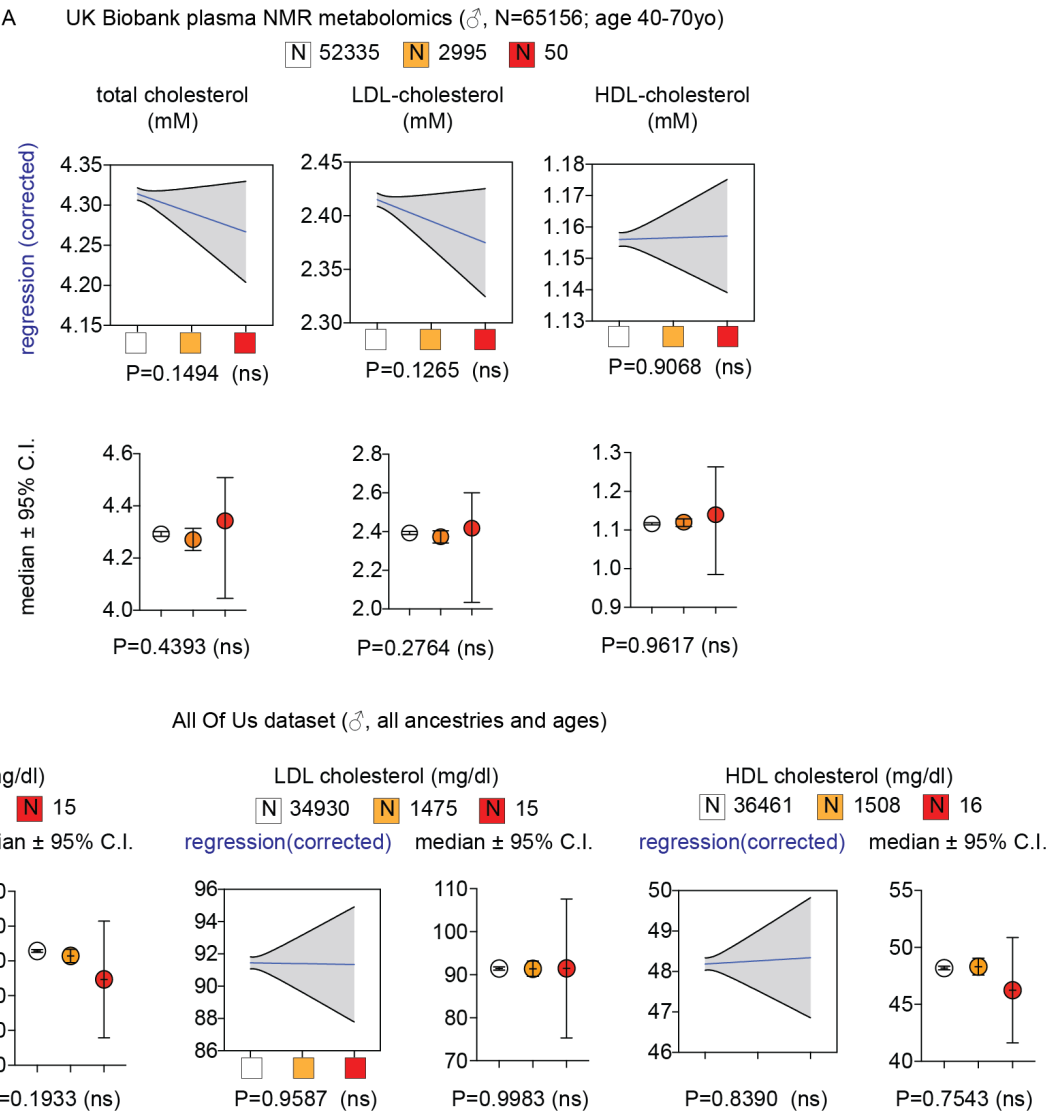 A UK Biobank plasma NMR metabolomics (♂, N=65156; age 40-70yo)
N 52335 N 2995 N 50
total cholesterol LDL-cholesterol HDL-cholesterol
(mM) (mM) (mM)
regression (corrected)
4.35
4.30
4.25
4.20
4.15
P=0.1494 (ns)
2.45
2.40
2.35
2.30
P=0.1265 (ns)
1.18
1.17
1.16
1.15
1.14
1.13
P=0.9068 (ns)
median ± 95% C.I.
4.6
4.4
4.2
4.0
P=0.4393 (ns)
2.8
2.6
2.4
2.2
2.0
P=0.2764 (ns)
1.3
1.2
1.1
1.0
0.9
P=0.9617 (ns)
All Of Us dataset (♂, all ancestries and ages)
g/dl)
N 15
ian ± 95% C.I.
0
0
=0.1933 (ns)
LDL cholesterol (mg/dl)
N 34930 N 1475 N 15
regression(corrected) median ± 95% C.I.
96
94
92
90
88
86
P=0.9587 (ns)
110
100
90
80
70
P=0.9983 (ns)
HDL cholesterol (mg/dl)
N 36461 N 1508 N 16
regression(corrected) median ± 95% C.I.
50
49
48
47
46
P=0.8390 (ns)
55
50
45
40
P=0.7543 (ns)